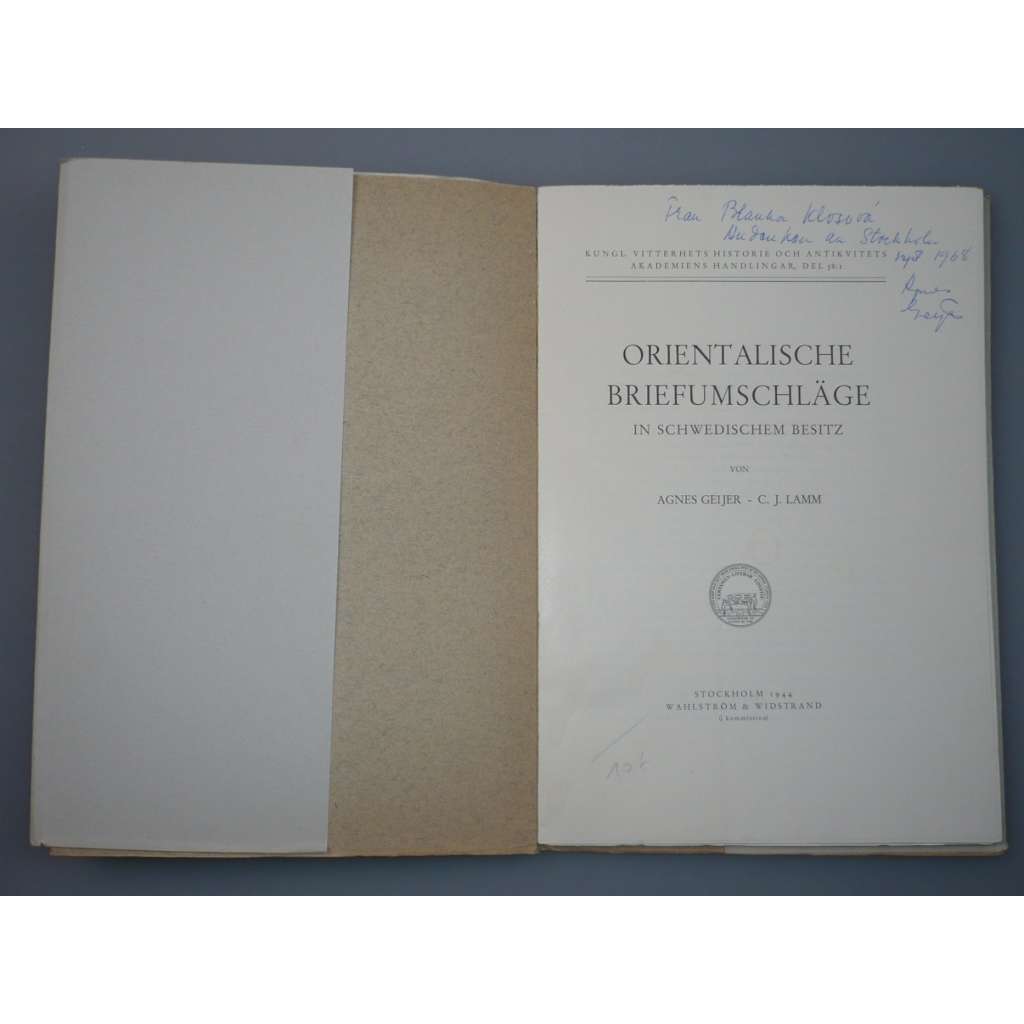 Frau Blanka Klosová
Andenken an Stockholm
sept 1968
Agnes
Geijer
KUNGL. VITTERHETS HISTORIE OCH ANTIKVITETS
AKADEMIENS HANDLINGAR, DEL 58:1
ORIENTALISCHE
BRIEFUMSCHLÄGE
IN SCHWEDISCHEM BESITZ
VON
AGNES GEIJER - C. J. LAMM
STOCKHOLM 1944
WAHLSTRÖM & WIDSTRAND
(i kommission)